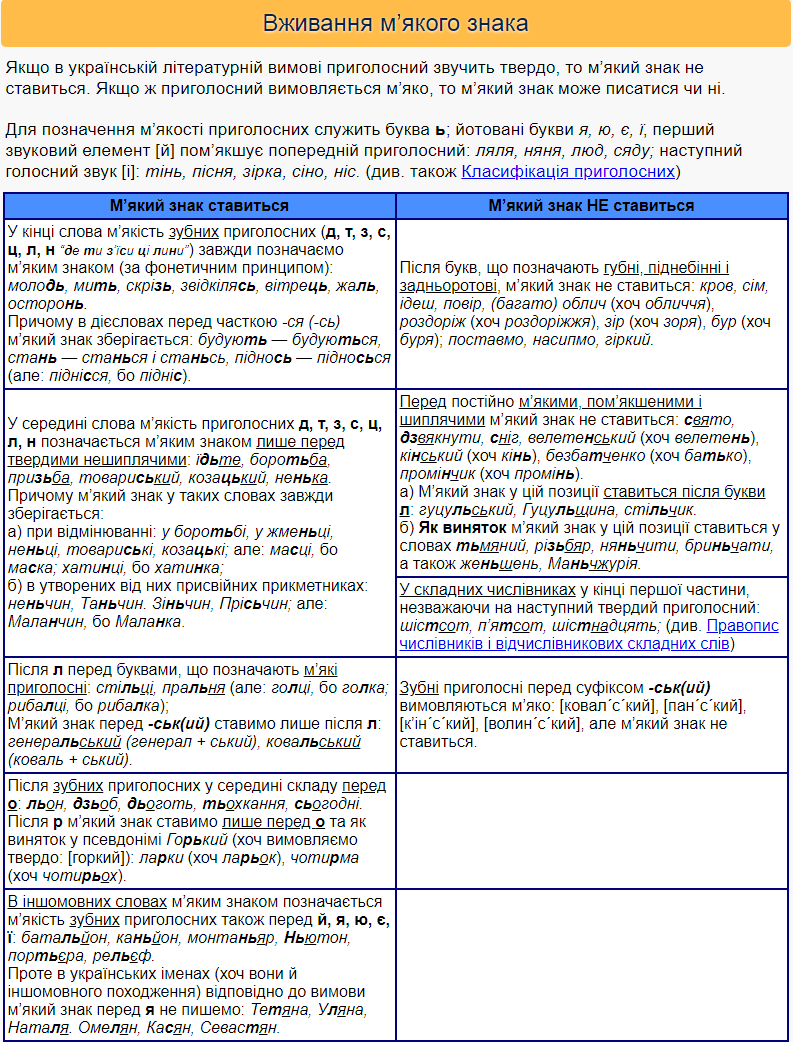 Вживання м’якого знака
Якщо в українській літературній вимові приголосний звучить твердо, то м’який знак не
ставиться. Якщо ж приголосний вимовляється м’яко, то м’який знак може писатися чи ні.
Для позначення м’якості приголосних служить буква ь; йотовані букви я, ю, є, ї, перший
звуковий елемент [й] пом’якшує попередній приголосний: ляля, няня, люд, сяду; наступний
голосний звук [і]: тінь, пісня, зірка, сіно, ніс. (див. також Класифікація приголосних)
М’який знак ставиться
М’який знак НЕ ставиться
У кінці слова м’якість зубних приголосних (д, т, з, с,
ц, л, н “де ти з’їси ці лини”) завжди позначаємо
м’яким знаком (за фонетичним принципом):
молодь, мить, скрізь, звідкілясь, вітрець, жаль,
осторонь.
Причому в дієсловах перед часткою -ся (-сь)
м’який знак зберігається: будують — будуються,
стань — станься і станьсь, підносЬ — підносься
(але: піднісся, бо підніс).
Після букв, що позначають губні, піднебінні і
задньоротові, м’який знак не ставиться: кров, сім,
ідеш, повір, (багато) облич (хоч обличчя),
роздоріж (хоч роздоріжжя), зір (хоч зоря), бур (хоч
буря); поставмо, насипмо, гіркий.
У середині слова м’якість приголосних д, т, з, с, ц,
л, н позначається м’яким знаком лише перед
твердими нешиплячими: їдьте, боротьба,
призьба, товариський, козацький, ненька.
Причому м’який знак у таких словах завжди
зберігається:
а) при відмінюванні: у боротьбі, у жменьці,
неньці, товариські, козацькі; але: масці, бо
маска; хатинці, бо хатинка;
б) в утворених від них присвійних прикметниках:
неньчин, Таньчин. Зіньчин, Прісьчин; але:
Маланчин, бо Маланка.
Перед постійно м’якими, пом’якшеними і
шиплячими м’який знак не ставиться: свято,
дзвякнути, сніг, велетенський (хоч велетень),
кінський (хоч кінь), безбатченко (хоч батько),
промінчик (хоч промінь).
а) М’який знак у цій позиції ставиться після букви
л: гуцульський, Гуцульщина, стільчик.
б) Як виняток м’який знак у цій позиції ставиться у
словах тьмяний, різьбяр, няньчити, бриньчати,
а також женьшень, Маньчжурія.
У складних числівниках у кінці першої частини,
незважаючи на наступний твердий приголосний:
шістсот, п’ятсот, шістнадцять; (див. Правопис
числівників і відчислівникових складних слів)
Після л перед буквами, що позначають м’які
приголосні: стільці, пральня (але: голці, бо голка;
рибалці, бо рибалка);
М’який знак перед -ськ(ий) ставимо лише після л:
генеральський (генерал + ський), ковальський
(коваль + ський).
Зубні приголосні перед суфіксом -ськ(ий)
вимовляються м’яко: [ковал´с´кий], [пан´с´кий],
[к’ін´с´кий], [волин´с´кий], але м’який знак не
ставиться.
Після зубних приголосних у середині складу перед
о: льон, дзьоб, дьоготь, тьохкання, сьогодні.
Після р м’який знак ставимо лише перед о та як
виняток у псевдонімі Горький (хоч вимовляємо
твердо: [горкий]): ларки (хоч ларьок), чотирма
(хоч чотирьох).
В іншомовних словах м’яким знаком позначається
м’якість зубних приголосних також перед й, я, ю, є,
ї: батальйон, каньйон, монтаньяр, Ньютон,
портьєра, рельєф.
Проте в українських іменах (хоч вони й
іншомовного походження) відповідно до вимови
м’який знак перед я не пишемо: Тетяна, Уляна,
Наталя. Омелян, Касян, Севастян.